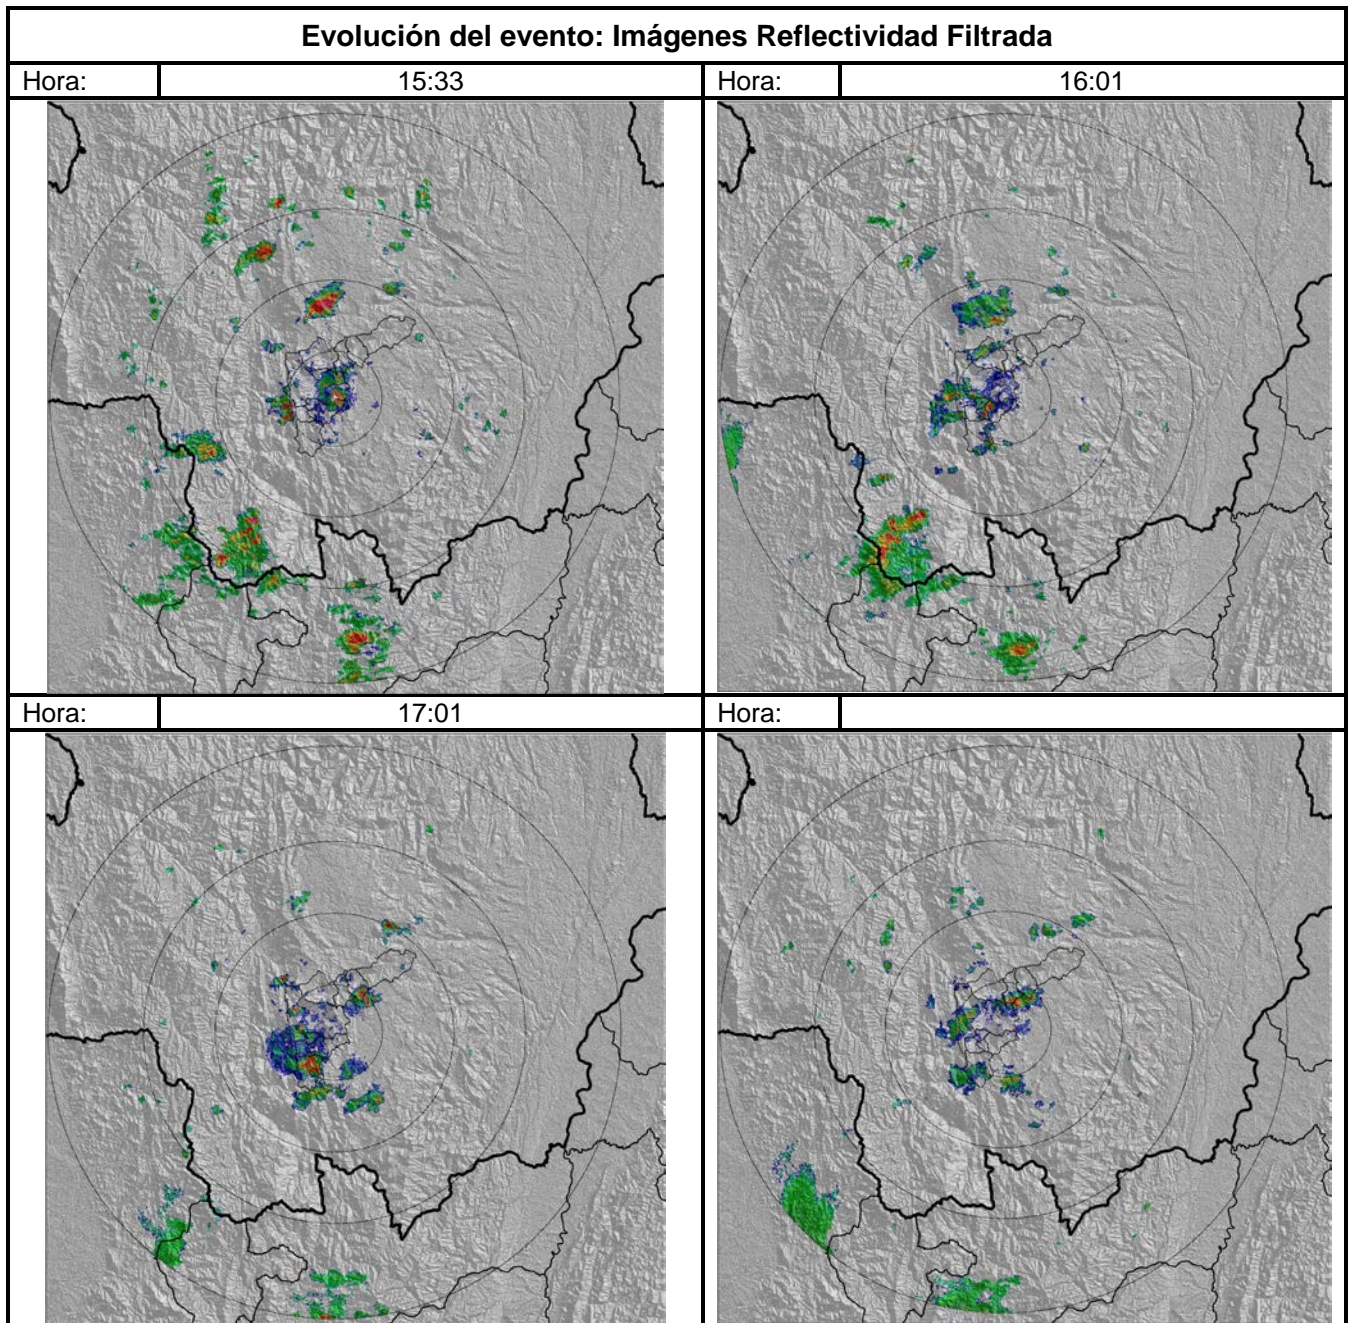 Evolución del evento: Imágenes Reflectividad Filtrada
Hora: 15:33 Hora: 16:01
Hora: 17:01 Hora: